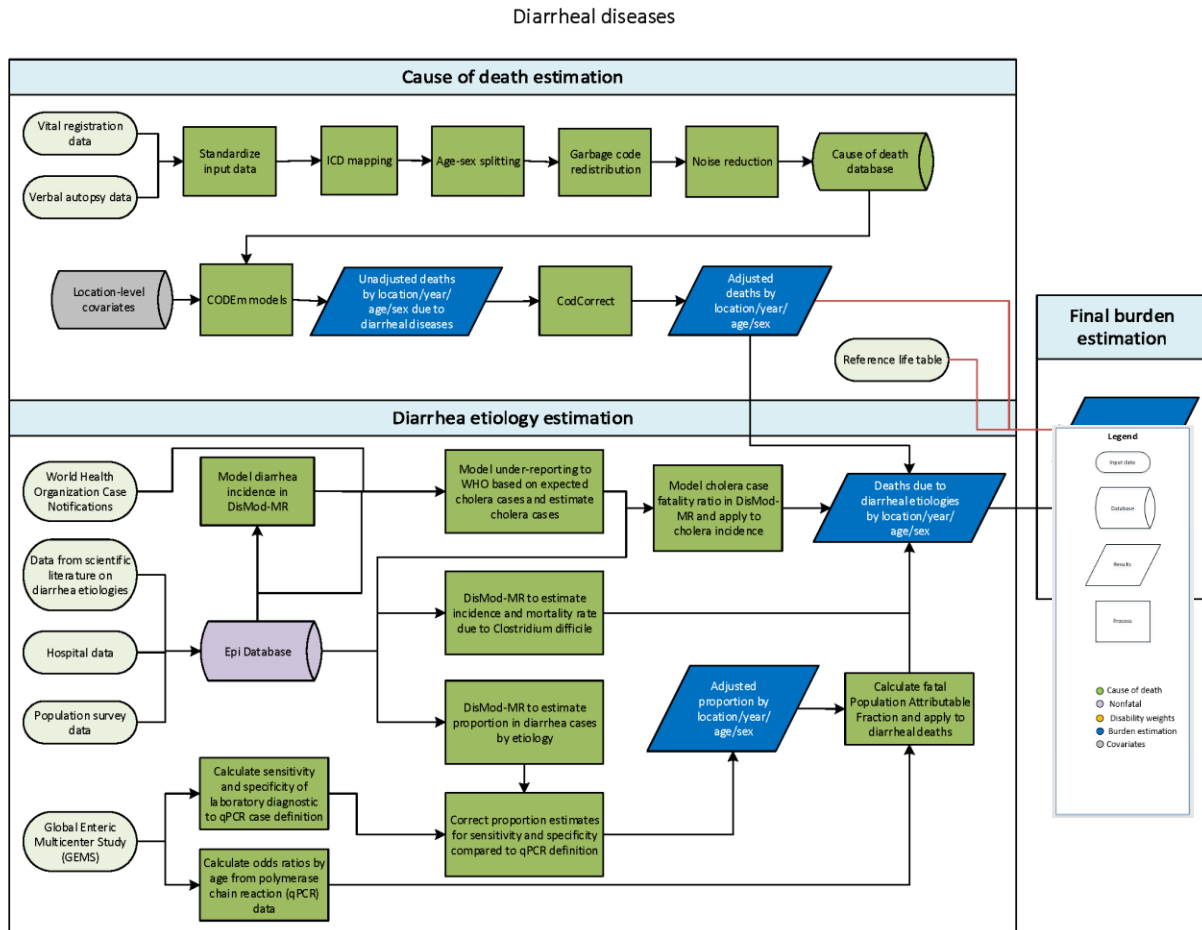 Diarrheal diseases
Cause of death estimation
Vital registration
data
Verbal autopsy data
Standardize
input data
ICD mapping
Age-sex splitting
Garbage code
redistribution
Noise reduction
Cause of death
database
Location-level
covariates
CODEm models
Unadjusted deaths
by location/year/
age/sex due to
diarrheal diseases
CodCorrect
Adjusted
deaths by
location/year/
age/sex
Reference life table
Final burden
estimation
Diarrhea etiology estimation
World Health
Organization Case
Notifications
Data from scientific
literature on
diarrhea etiologies
Hospital data
Population survey
data
Global Enteric
Multicenter Study
(GEMS)
Model diarrhea
incidence in
DisMod-MR
Epi Database
Calculate sensitivity
and specificity of
laboratory diagnostic
to qPCR case definition
Calculate odds ratios by
age from polymerase
chain reaction (qPCR)
data
Model under-reporting to
WHO based on expected
cholera cases and estimate
cholera cases
DisMod-MR to estimate
incidence and mortality rate
due to Clostridium difficile
DisMod-MR to estimate
proportion in diarrhea cases
by etiology
Correct proportion estimates
for sensitivity and specificity
compared to qPCR definition
Model cholera case
fatality ratio in DisMod-
MR and apply to
cholera incidence
Adjusted
proportion by
location/year/
age/sex
Deaths due to
diarrheal etiologies
by location/year/
age/sex
Calculate fatal
Population Attributable
Fraction and apply to
diarrheal deaths
Legend
Input data
Database
Results
Process
Cause of death
Nonfatal
Disability weights
Burden estimation
Covariates